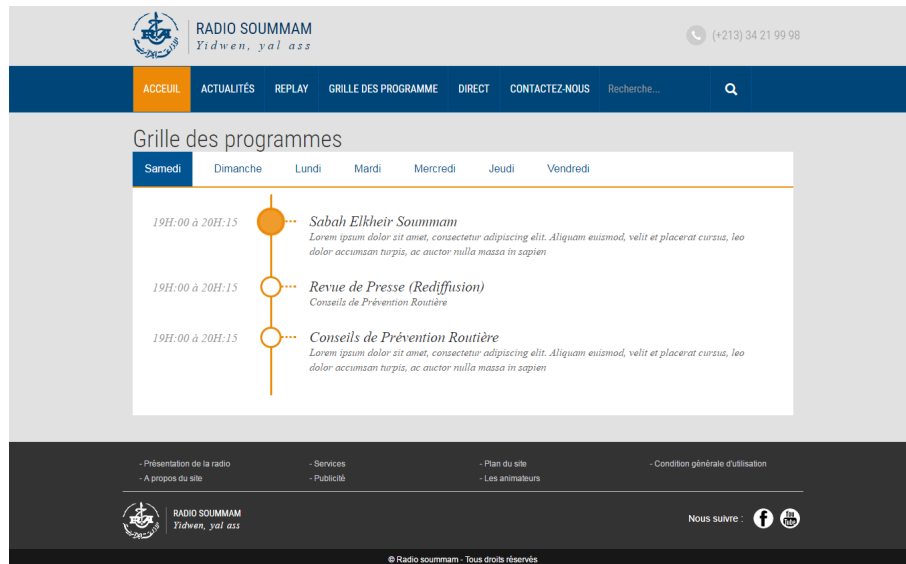 RADIO SOUMMAM
Yidwen, yal ass
(+213) 34 21 99 98
ACCEUIL ACTUALITÉS REPLAY GRILLE DES PROGRAMME DIRECT CONTACTEZ-NOUS Recherche...
Grille des programmes
Samedi Dimanche Lundi Mardi Mercredi Jeudi Vendredi
19H:00 à 20H:15 Sabah Elkheir Soummam
Lorem ipsum dolor sit amet, consectetur adipiscing elit. Aliquam euismod, velit et placerat cursus, leo
dolor accumsan turpis, ac auctor nulla massa in sapien
19H:00 à 20H:15 Revue de Presse (Rediffusion)
Conseils de Prévention Routière
19H:00 à 20H:15 Conseils de Prévention Routière
Lorem ipsum dolor sit amet, consectetur adipiscing elit. Aliquam euismod, velit et placerat cursus, leo
dolor accumsan turpis, ac auctor nulla massa in sapien
- Présentation de la radio - Services - Plan du site - Condition générale d'utilisation
- A propos du site - Publicité - Les animateurs
RADIO SOUMMAM
Yidwen, yal ass
Nous suivre : You Tube
© Radio soummam - Tous droits réservés